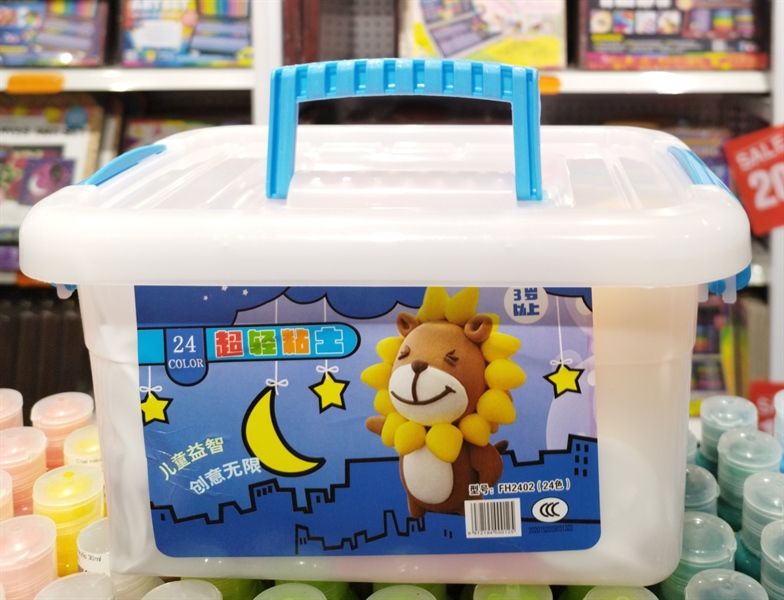 SALE
20
3岁
以上
24
COLOR
超轻粘土
儿童益智
创意无限
型号：FH2402（24色）
CCC